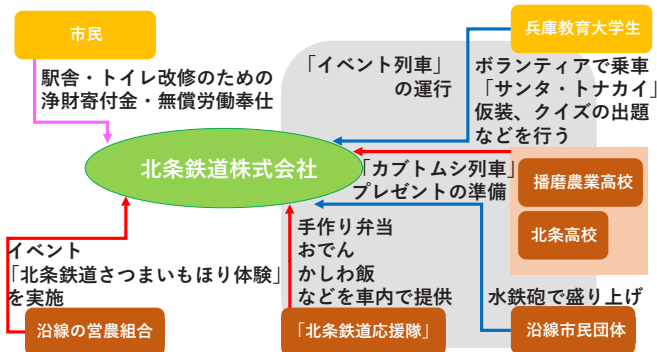 市民
駅舎・トイレ改修のための
浄財寄付金・無償労働奉仕
「イベント列車」
の運行
兵庫教育大学生
ボランティアで乗車
「サンタ・トナカイ」
仮装、クイズの出題
などを行う
北条鉄道株式会社
「カブトムシ列車」
プレゼントの準備
播磨農業高校
北条高校
イベント
「北条鉄道さつまいもほり体験」
を実施
沿線の営農組合
手作り弁当
おでん
かしわ飯
などを車内で提供
「北条鉄道応援隊」
水鉄砲で盛り上げ
沿線市民団体